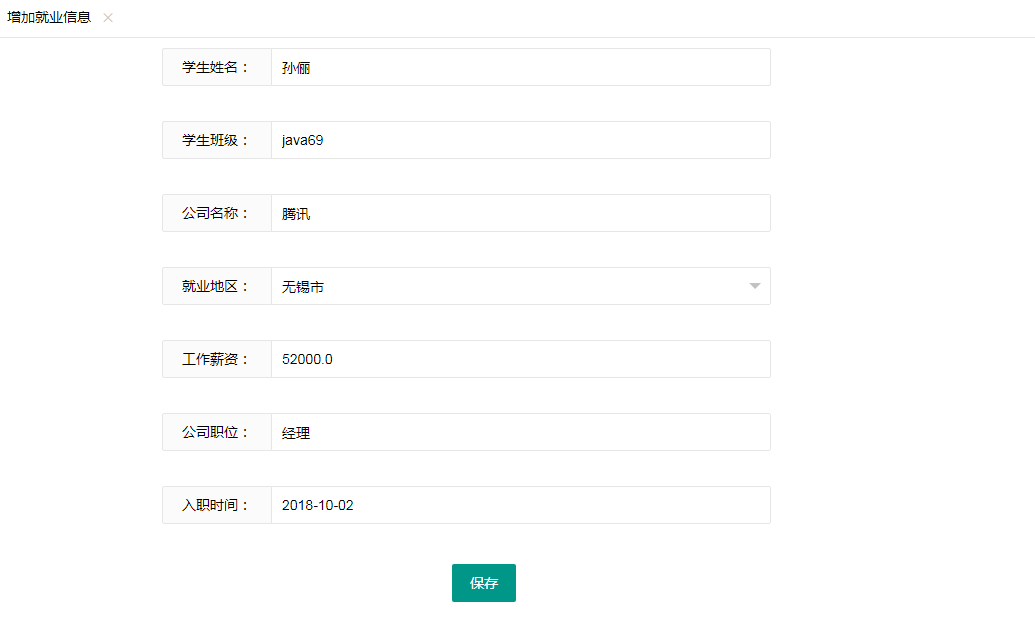 增加就业信息
学生姓名： 孙俪
学生班级： java69
公司名称： 腾讯
就业地区： 无锡市
工作薪资： 52000.0
公司职位： 经理
入职时间： 2018-10-02
保存